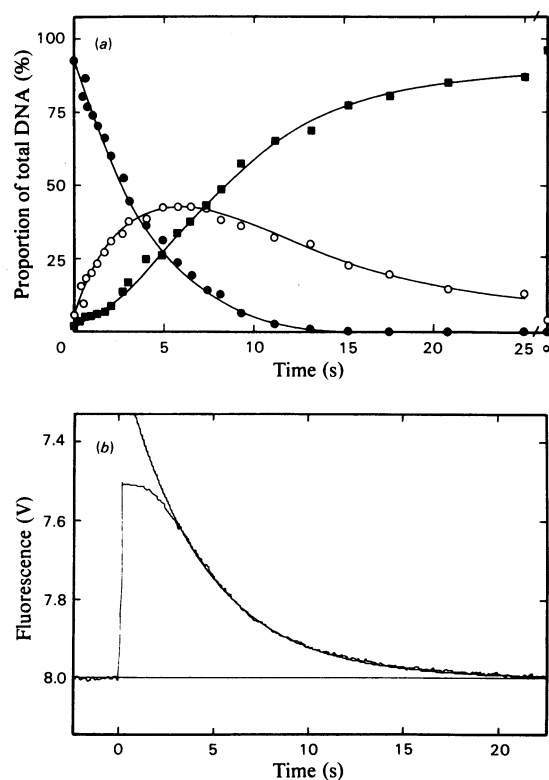 (a)
Proportion of total DNA (%)
100
75
50
25
0
0 5 10 15 20 25 ∞
Time (s)
(b)
Fluorescence (V)
7.4
7.6
7.8
8.0
0 5 10 15 20
Time (s)